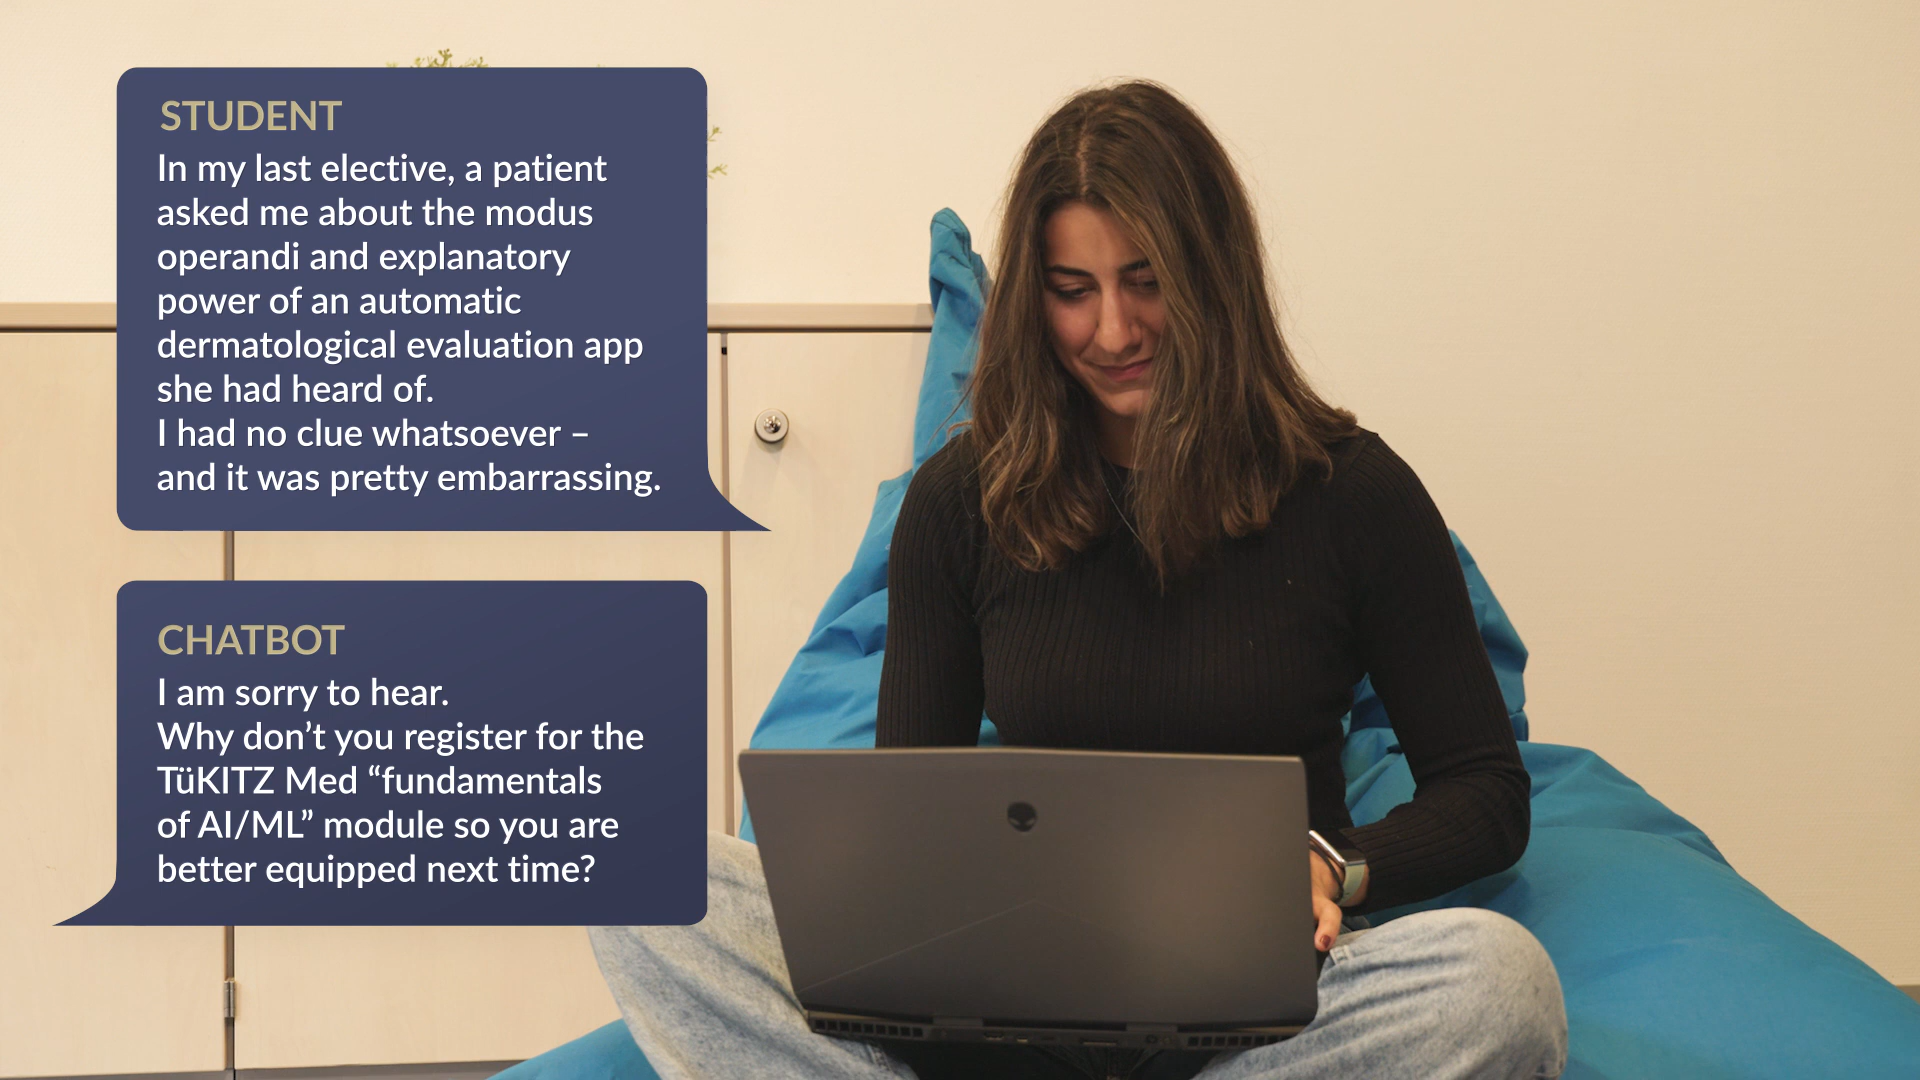 STUDENT
In my last elective, a patient
asked me about the modus
operandi and explanatory
power of an automatic
dermatological evaluation app
she had heard of.
I had no clue whatsoever –
and it was pretty embarrassing.
CHATBOT
I am sorry to hear.
Why don’t you register for the
TüKITZ Med “fundamentals
of AI/ML” module so you are
better equipped next time?